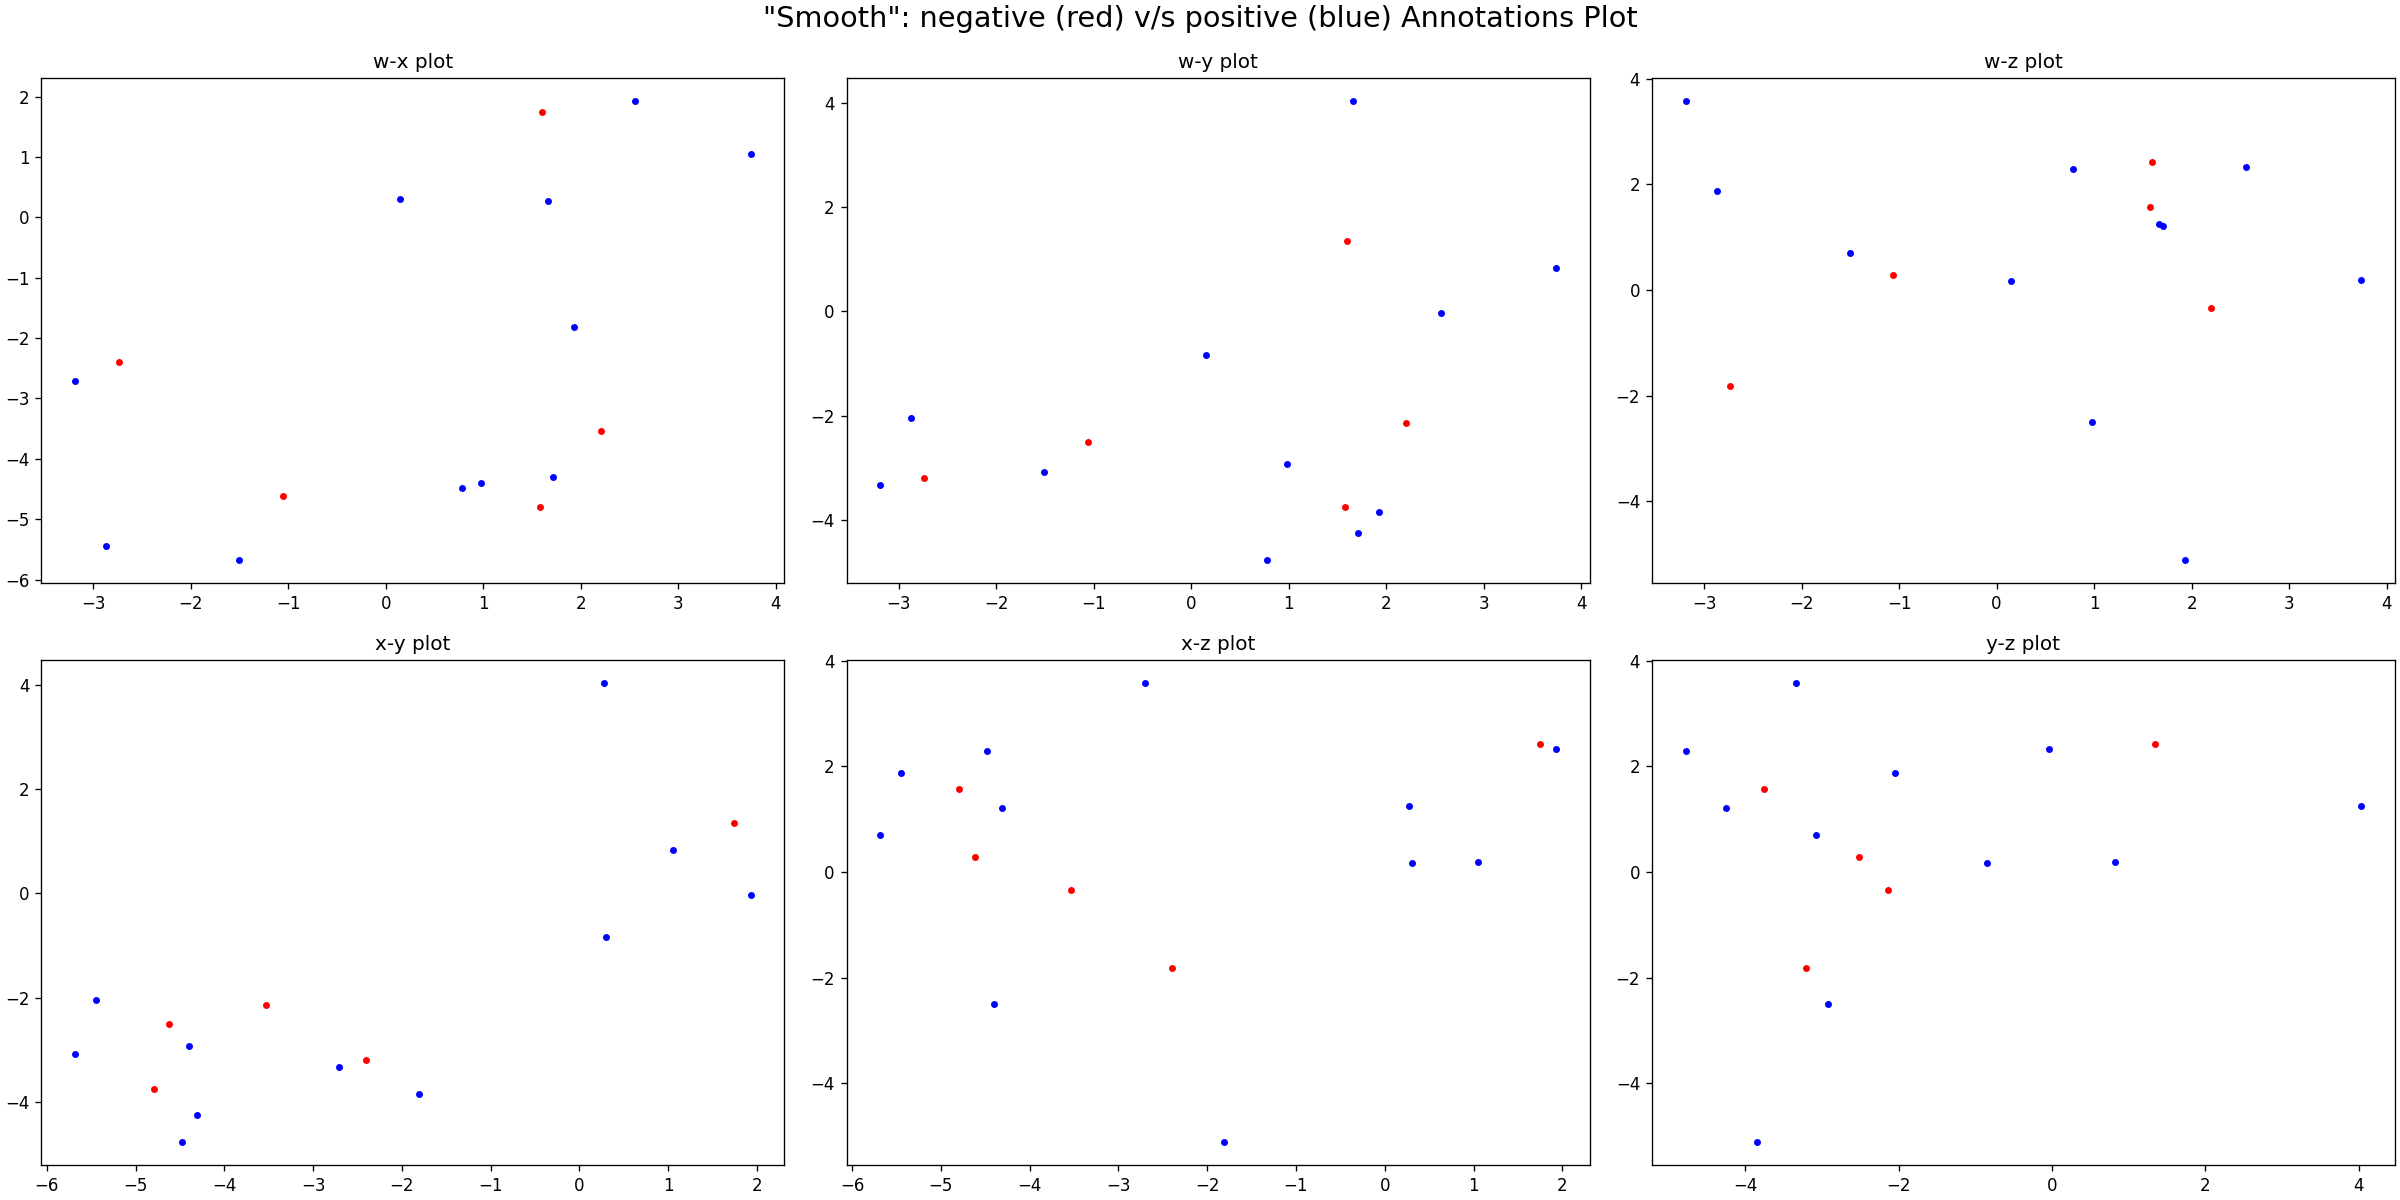 "Smooth": negative (red) v/s positive (blue) Annotations Plot
w-x plot
2
1
0
−1
−2
−3
−4
−5
−6
−3 −2 −1 0 1 2 3 4
w-y plot
4
2
0
−2
−4
−3 −2 −1 0 1 2 3 4
w-z plot
4
2
0
−2
−4
−3 −2 −1 0 1 2 3 4
x-y plot
4
2
0
−2
−4
−6 −5 −4 −3 −2 −1 0 1 2
x-z plot
4
2
0
−2
−4
−6 −5 −4 −3 −2 −1 0 1 2
y-z plot
4
2
0
−2
−4
−4 −2 0 2 4